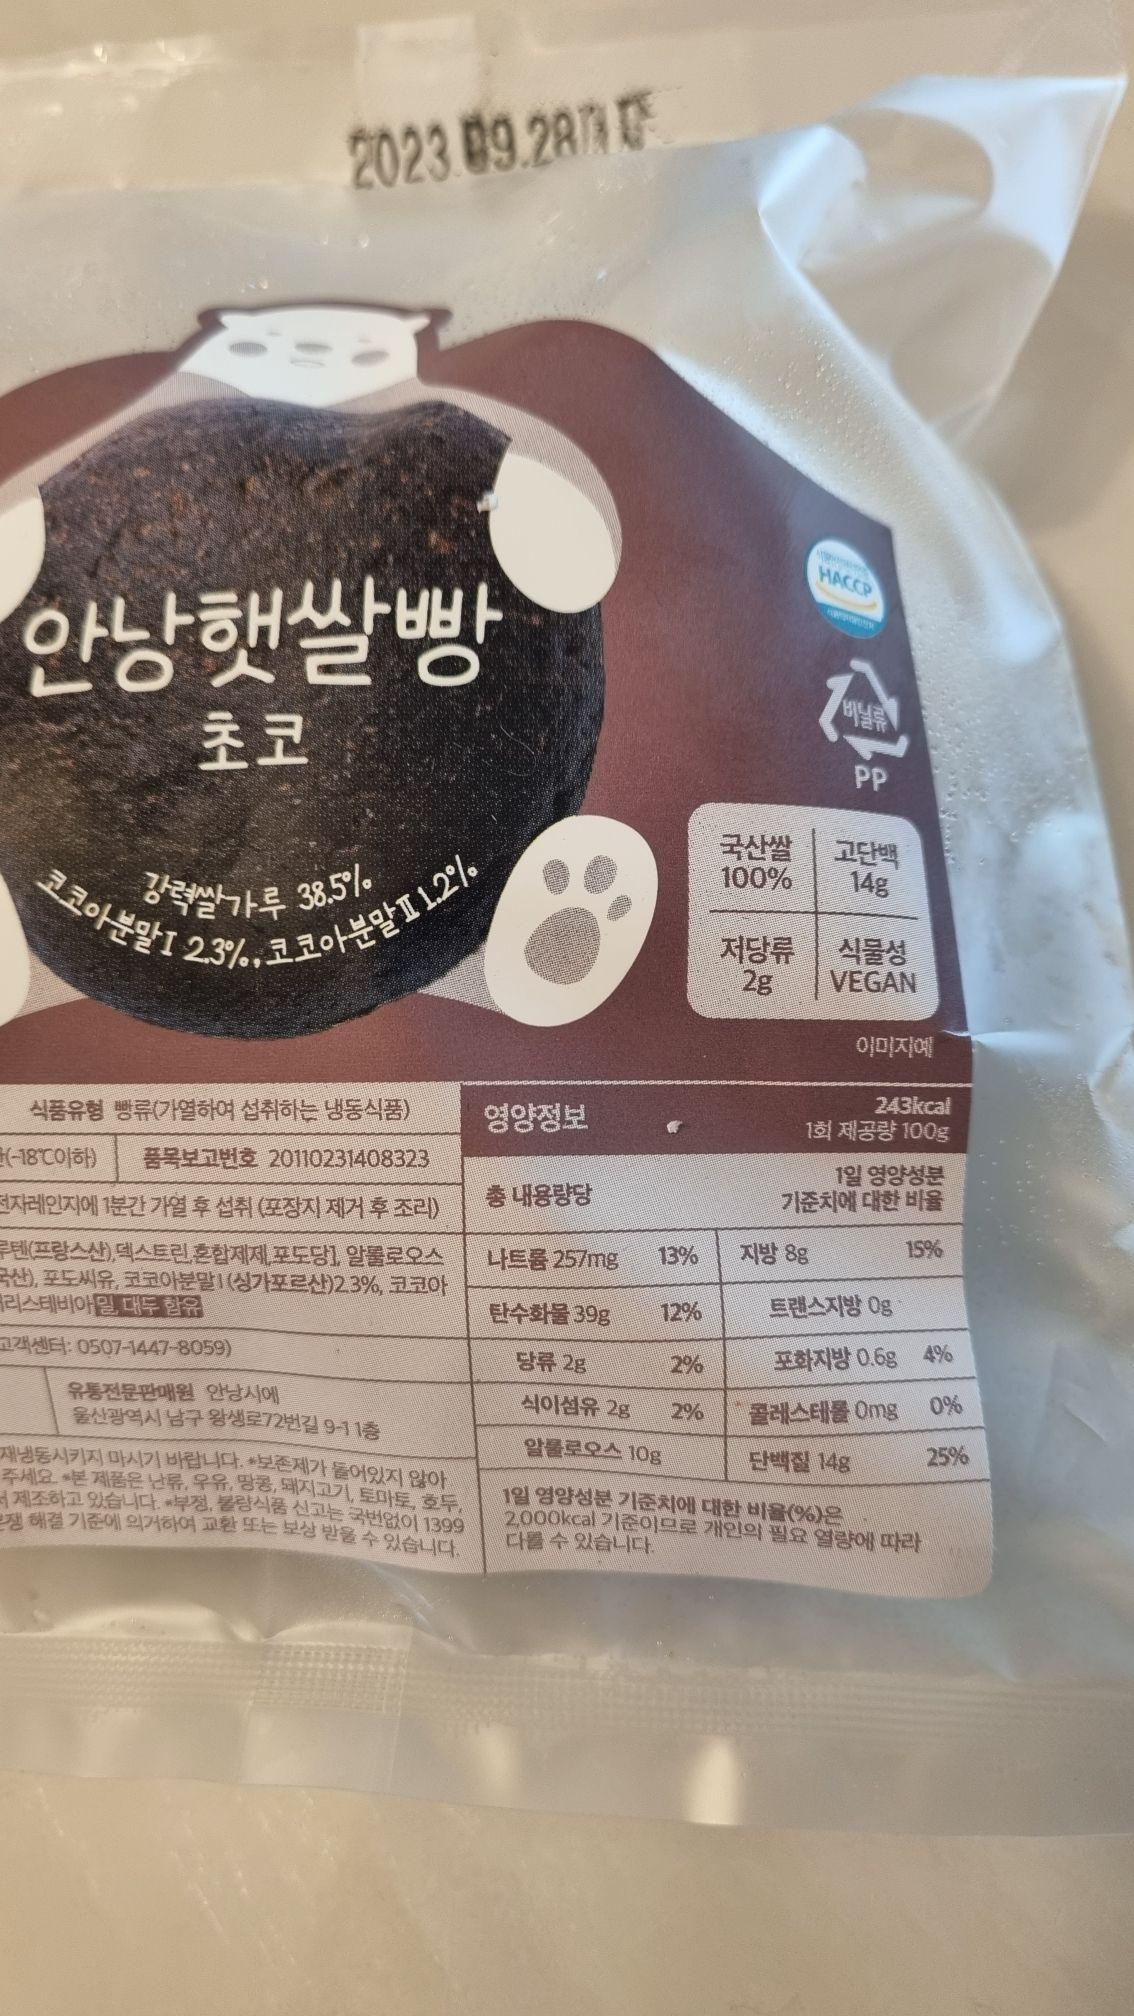 2023.09.28까지
안낭햇쌀빵
초코
강력쌀가루 38.5%
코코아분말Ⅰ 2.3%, 코코아분말Ⅱ 1.2%
HACCP
비닐류
PP
국산쌀 100%
고단백 14g
저당류 2g
식물성 VEGAN
이미지예
식품유형 빵류(가열하여 섭취하는 냉동식품)
(-18℃이하) 품목보고번호 20110231408323
전자레인지에 1분간 가열 후 섭취 (포장지 제거 후 조리)
루텐(프랑스산),덱스트린,혼합제제,포도당], 알룰로오스
국산), 포도씨유, 코코아분말Ⅰ(싱가포르산)2.3%, 코코아
리스테비아 밀, 대두 함유
고객센터: 0507-1447-8059)
유통전문판매원 안낭시에
울산광역시 남구 왕생로72번길 9-1 1층
재냉동시키지 마시기 바랍니다. *보존제가 들어있지 않아
주세요. *본 제품은 난류, 우유, 땅콩, 돼지고기, 토마토, 호두,
서 제조하고 있습니다. *부정, 불량식품 신고는 국번없이 1399
분쟁 해결 기준에 의거하여 교환 또는 보상 받을 수 있습니다.
영양정보
243kcal
1회 제공량 100g
총 내용량당
1일 영양성분
기준치에 대한 비율
나트륨 257mg 13% 지방 8g 15%
탄수화물 39g 12% 트랜스지방 0g
당류 2g 2% 포화지방 0.6g 4%
식이섬유 2g 2% 콜레스테롤 0mg 0%
알룰로오스 10g 단백질 14g 25%
1일 영양성분 기준치에 대한 비율(%)은
2,000kcal 기준이므로 개인의 필요 열량에 따라
다를 수 있습니다.